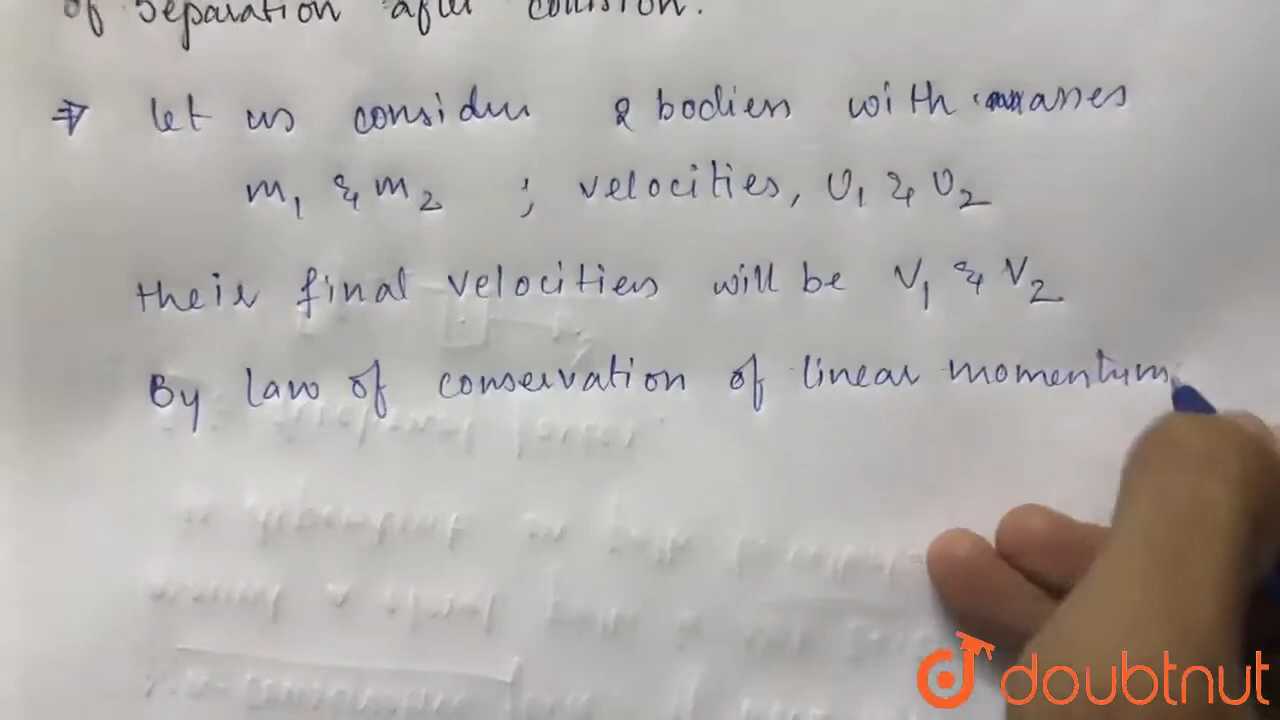 of separation after collision.
⇒ let us consider 2 bodies with masses
m₁ & m₂ ; velocities, U₁ & U₂
their final velocities will be V₁ & V₂
By law of conservation of linear momentum
doubtnut